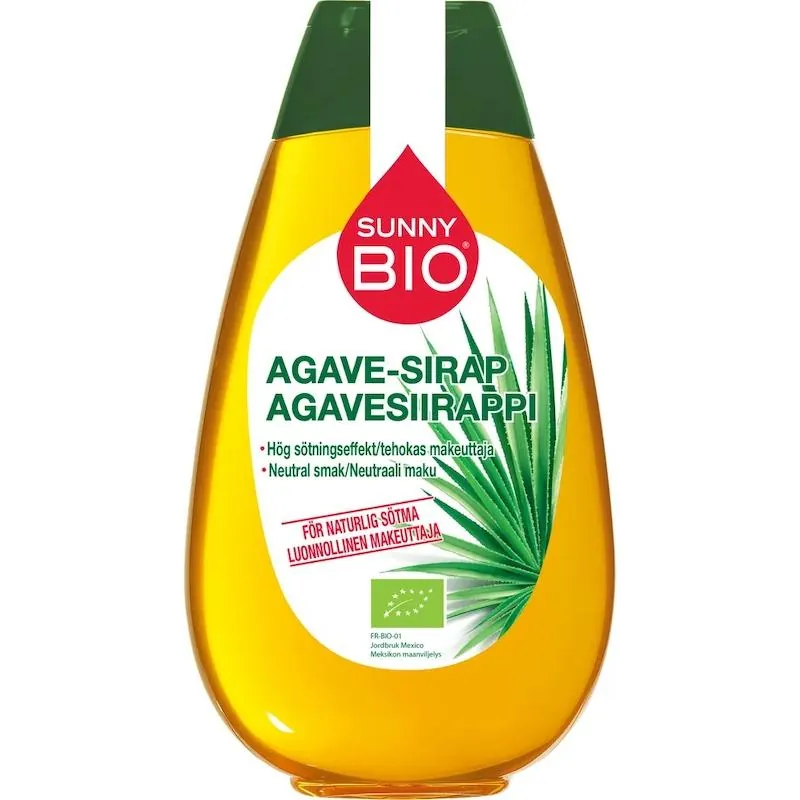 SUNNY
BIO®
AGAVE-SIRAP
AGAVESIIRAPPI
• Hög sötningseffekt/tehokas makeuttaja
• Neutral smak/Neutraali maku
FÖR NATURLIG SÖTMA
LUONNOLLINEN MAKEUTTAJA
FR-BIO-01
Jordbruk Mexico
Meksikon maanviljelys